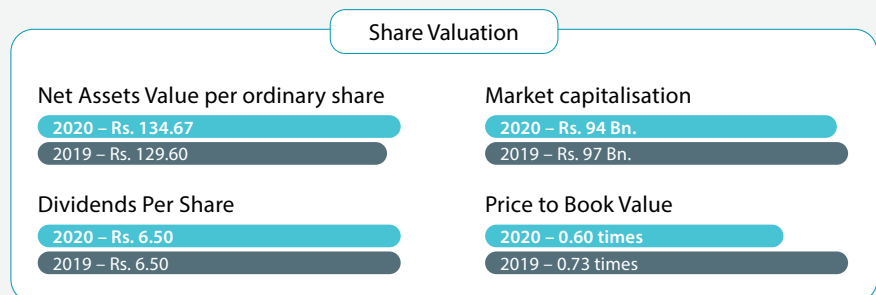 Share Valuation
Net Assets Value per ordinary share
2020 – Rs. 134.67
2019 – Rs. 129.60
Market capitalisation
2020 – Rs. 94 Bn.
2019 – Rs. 97 Bn.
Dividends Per Share
2020 – Rs. 6.50
2019 – Rs. 6.50
Price to Book Value
2020 – 0.60 times
2019 – 0.73 times